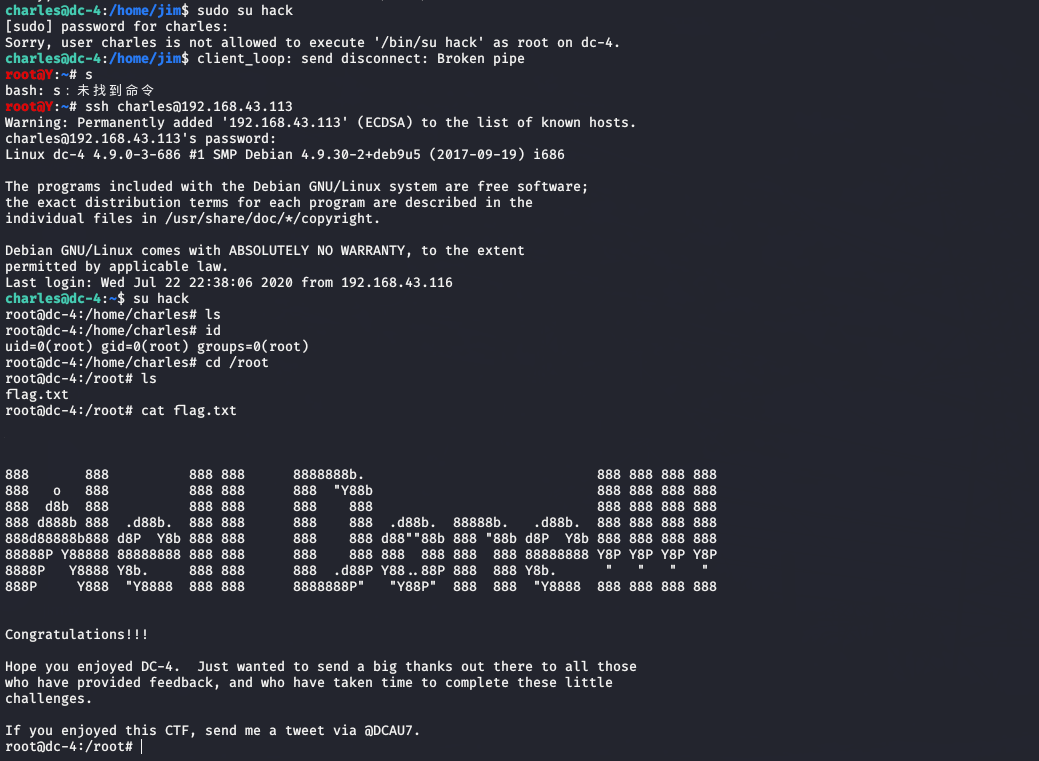 charles@dc-4:/home/jim$ sudo su hack
[sudo] password for charles:
Sorry, user charles is not allowed to execute '/bin/su hack' as root on dc-4.
charles@dc-4:/home/jim$ client_loop: send disconnect: Broken pipe
root@Y:~# s
bash: s：未找到命令
root@Y:~# ssh charles@192.168.43.113
Warning: Permanently added '192.168.43.113' (ECDSA) to the list of known hosts.
charles@192.168.43.113's password:
Linux dc-4 4.9.0-3-686 #1 SMP Debian 4.9.30-2+deb9u5 (2017-09-19) i686

The programs included with the Debian GNU/Linux system are free software;
the exact distribution terms for each program are described in the
individual files in /usr/share/doc/*/copyright.

Debian GNU/Linux comes with ABSOLUTELY NO WARRANTY, to the extent
permitted by applicable law.
Last login: Wed Jul 22 22:38:06 2020 from 192.168.43.116
charles@dc-4:~$ su hack
root@dc-4:/home/charles# ls
root@dc-4:/home/charles# id
uid=0(root) gid=0(root) groups=0(root)
root@dc-4:/home/charles# cd /root
root@dc-4:/root# ls
flag.txt
root@dc-4:/root# cat flag.txt

888       888          888 888      8888888b.                             888 888 888 888
888   o   888          888 888      888  "Y88b                            888 888 888 888
888  d8b  888          888 888      888    888                            888 888 888 888
888 d888b 888  .d88b.  888 888      888    888  .d88b.  88888b.   .d88b.  888 888 888 888
888d88888b888 d8P  Y8b 888 888      888    888 d88""88b 888 "88b d8P  Y8b 888 888 888 888
88888P Y88888 88888888 888 888      888    888 888  888 888  888 88888888 Y8P Y8P Y8P Y8P
8888P   Y8888 Y8b.     888 888      888  .d88P Y88..88P 888  888 Y8b.      "   "   "   "
888P     Y888  "Y8888  888 888      8888888P"   "Y88P"  888  888  "Y8888  888 888 888 888

Congratulations!!!

Hope you enjoyed DC-4.  Just wanted to send a big thanks out there to all those
who have provided feedback, and who have taken time to complete these little
challenges.

If you enjoyed this CTF, send me a tweet via @DCAU7.
root@dc-4:/root#